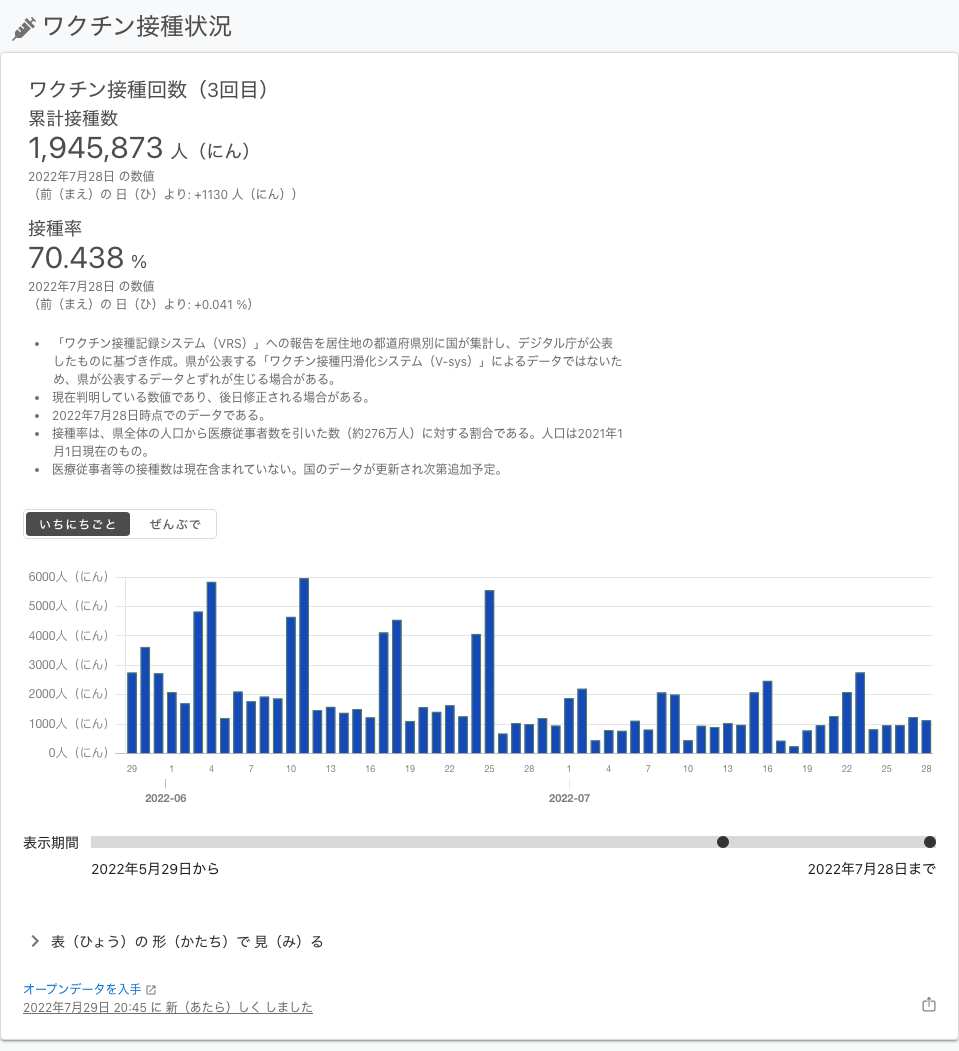 ワクチン接種状況
ワクチン接種回数（3回目）
累計接種数
1,945,873 人（にん）
2022年7月28日 の数値
（前（まえ）の 日（ひ）より: +1130 人（にん））
接種率
70.438 %
2022年7月28日 の数値
（前（まえ）の 日（ひ）より: +0.041 %）
• 「ワクチン接種記録システム（VRS）」への報告を居住地の都道府県別に国が集計し、デジタル庁が公表
したものに基づき作成。県が公表する「ワクチン接種円滑化システム（V-sys）」によるデータではないた
め、県が公表するデータとずれが生じる場合がある。
• 現在判明している数値であり、後日修正される場合がある。
• 2022年7月28日時点でのデータである。
• 接種率は、県全体の人口から医療従事者数を引いた数（約276万人）に対する割合である。人口は2021年1
月1日現在のもの。
• 医療従事者等の接種数は現在含まれていない。国のデータが更新され次第追加予定。
いちにちごと ぜんぶで
6000人（にん）
5000人（にん）
4000人（にん）
3000人（にん）
2000人（にん）
1000人（にん）
0人（にん）
29 1 4 7 10 13 16 19 22 25 28 1 4 7 10 13 16 19 22 25 28
2022-06 2022-07
表示期間
2022年5月29日から 2022年7月28日まで
表（ひょう）の 形（かたち）で 見（み）る
オープンデータを入手
2022年7月29日 20:45 に 新（あたら）しく しました